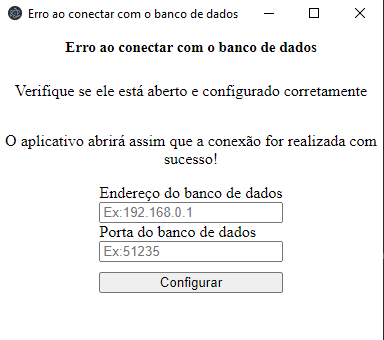 Erro ao conectar com o banco de dados
Erro ao conectar com o banco de dados
Verifique se ele está aberto e configurado corretamente
O aplicativo abrirá assim que a conexão for realizada com
sucesso!
Endereço do banco de dados
Ex:192.168.0.1
Porta do banco de dados
Ex:51235
Configurar